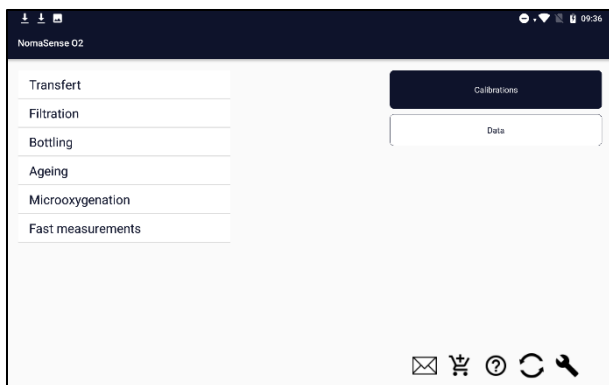 09:36
NomaSense O2
Transfert
Filtration
Bottling
Ageing
Microoxygenation
Fast measurements
Calibrations
Data